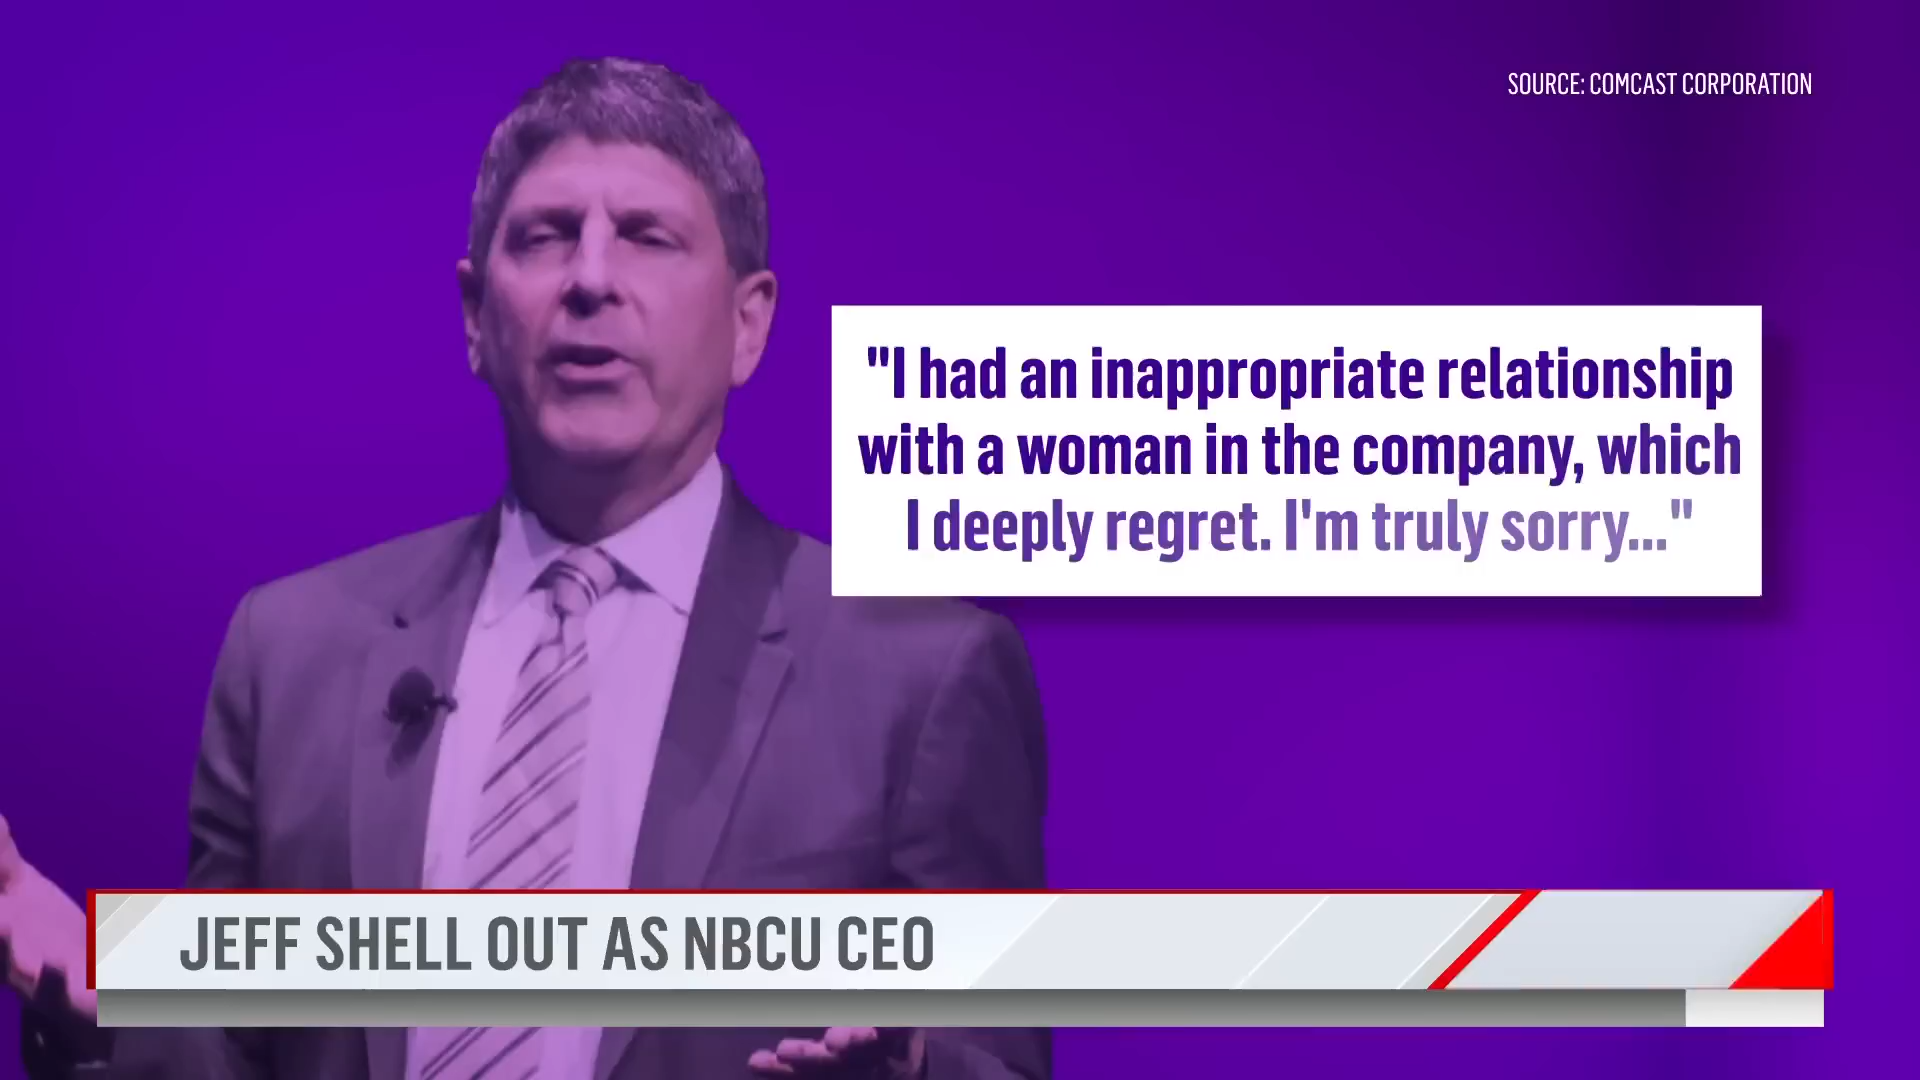 SOURCE: COMCAST CORPORATION
"I had an inappropriate relationship
with a woman in the company, which
I deeply regret. I'm truly sorry..."
JEFF SHELL OUT AS NBCU CEO